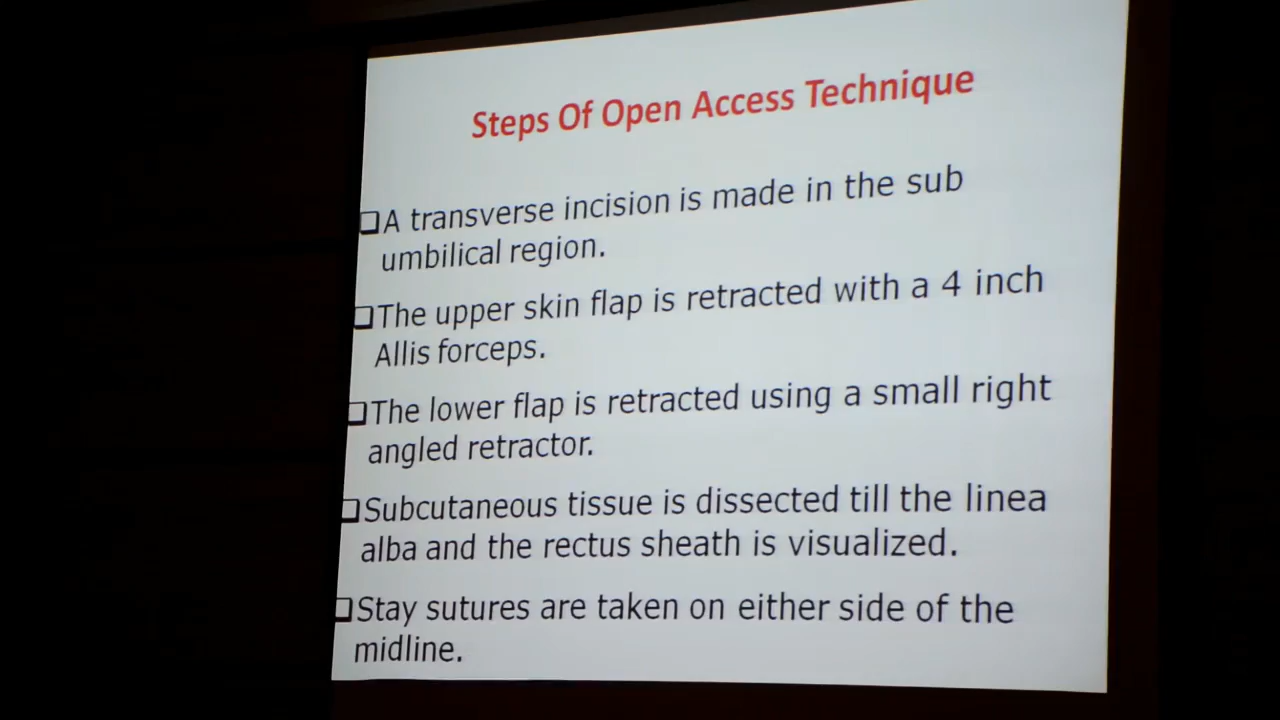 Steps Of Open Access Technique
❑A transverse incision is made in the sub
umbilical region.
❑The upper skin flap is retracted with a 4 inch
Allis forceps.
❑The lower flap is retracted using a small right
angled retractor.
❑Subcutaneous tissue is dissected till the linea
alba and the rectus sheath is visualized.
❑Stay sutures are taken on either side of the
midline.